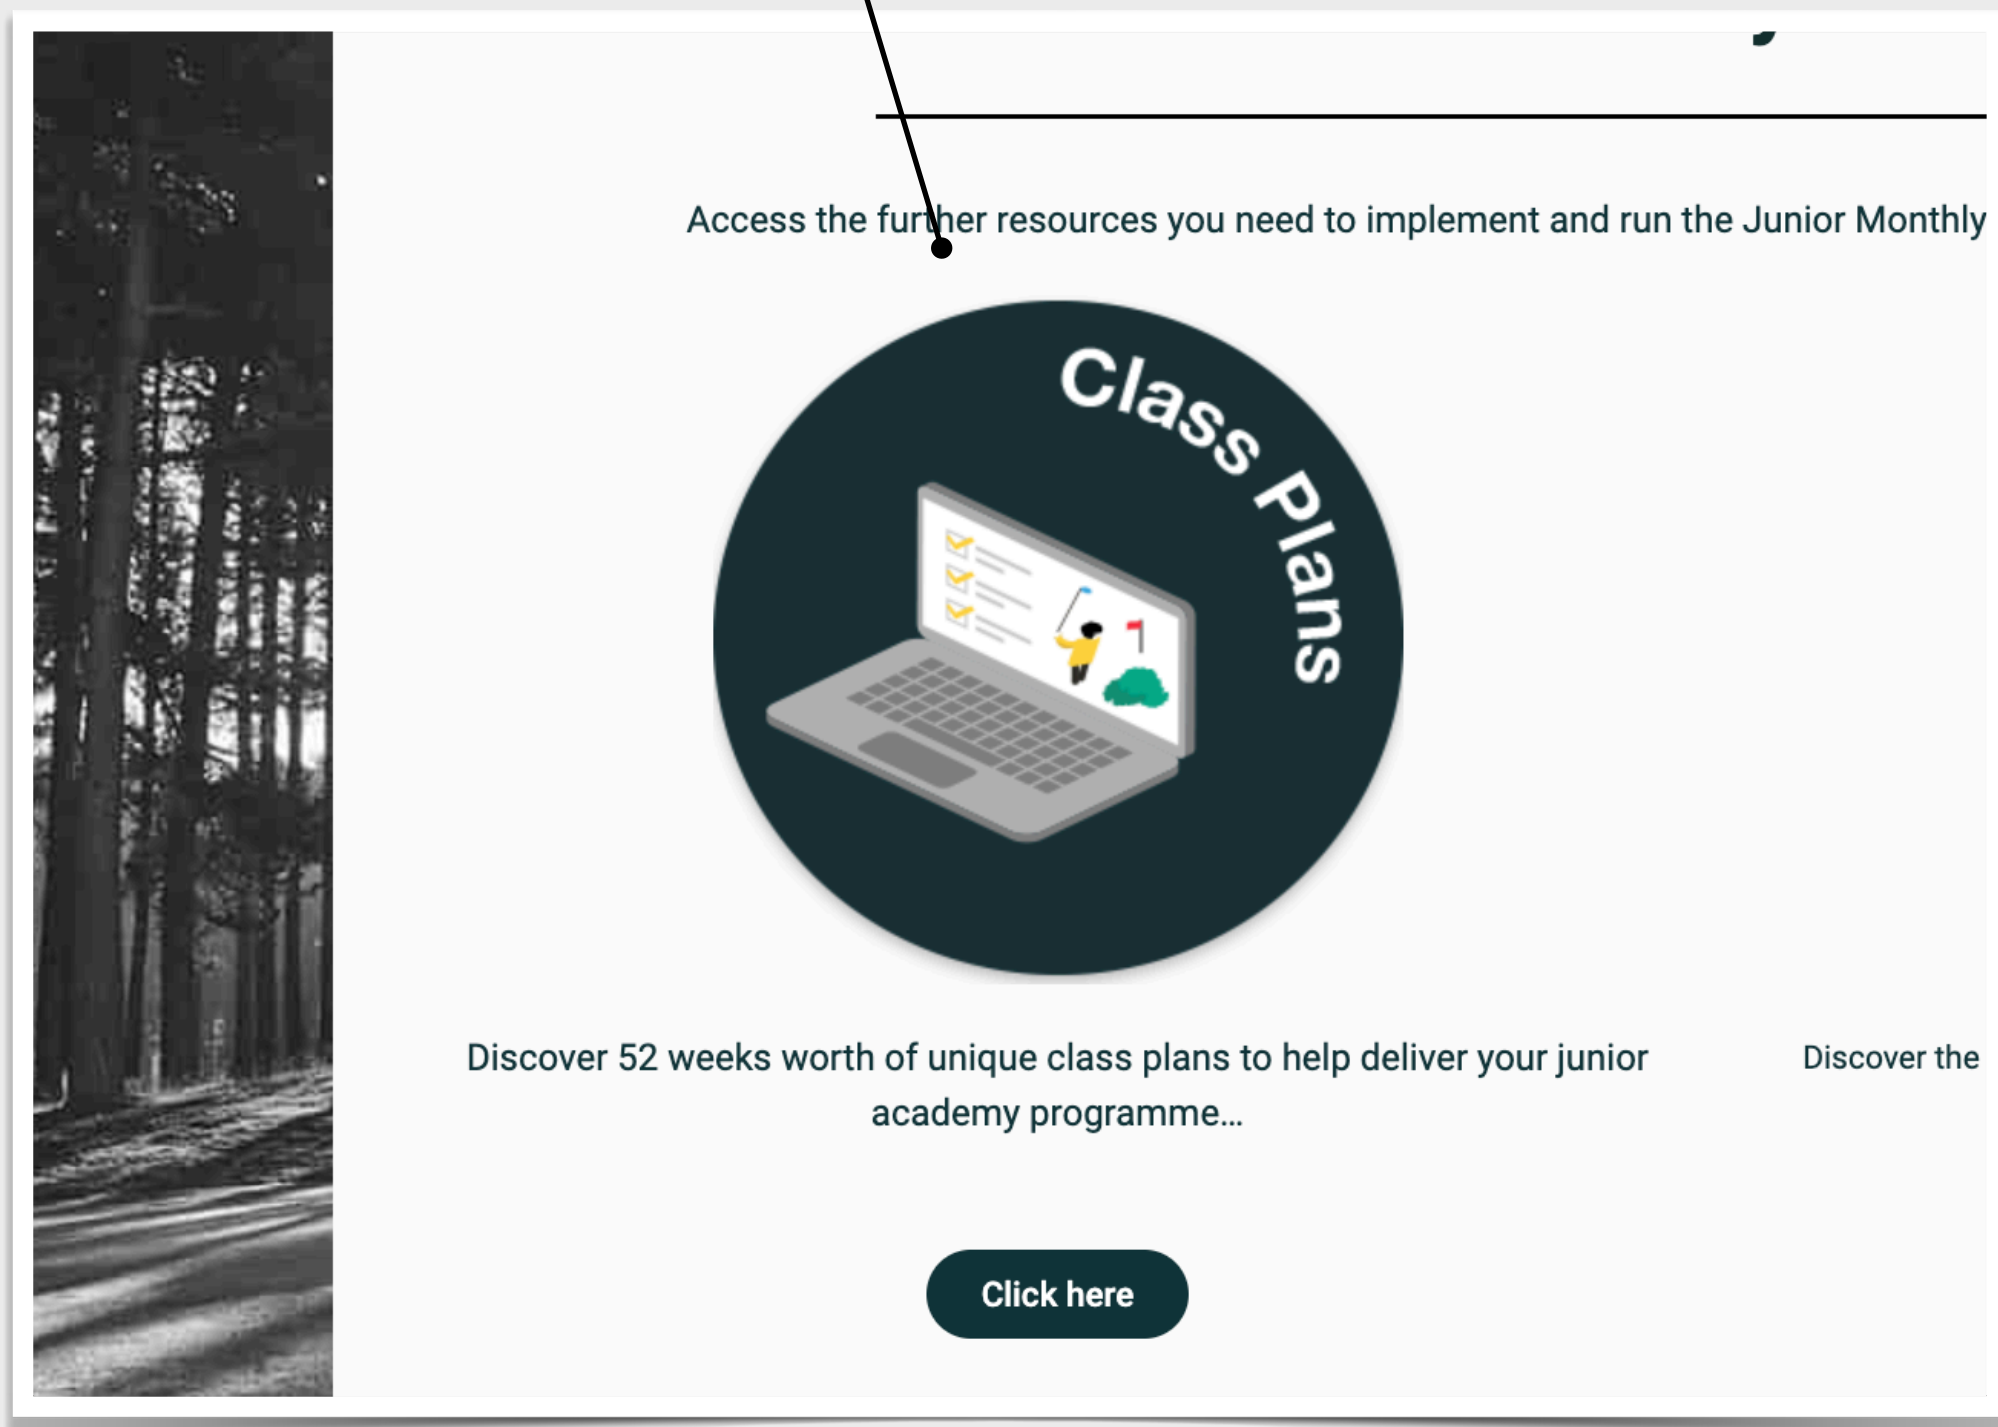 Access the further resources you need to implement and run the Junior Monthly
Class Plans
Discover 52 weeks worth of unique class plans to help deliver your junior
academy programme...
Discover the
Click here